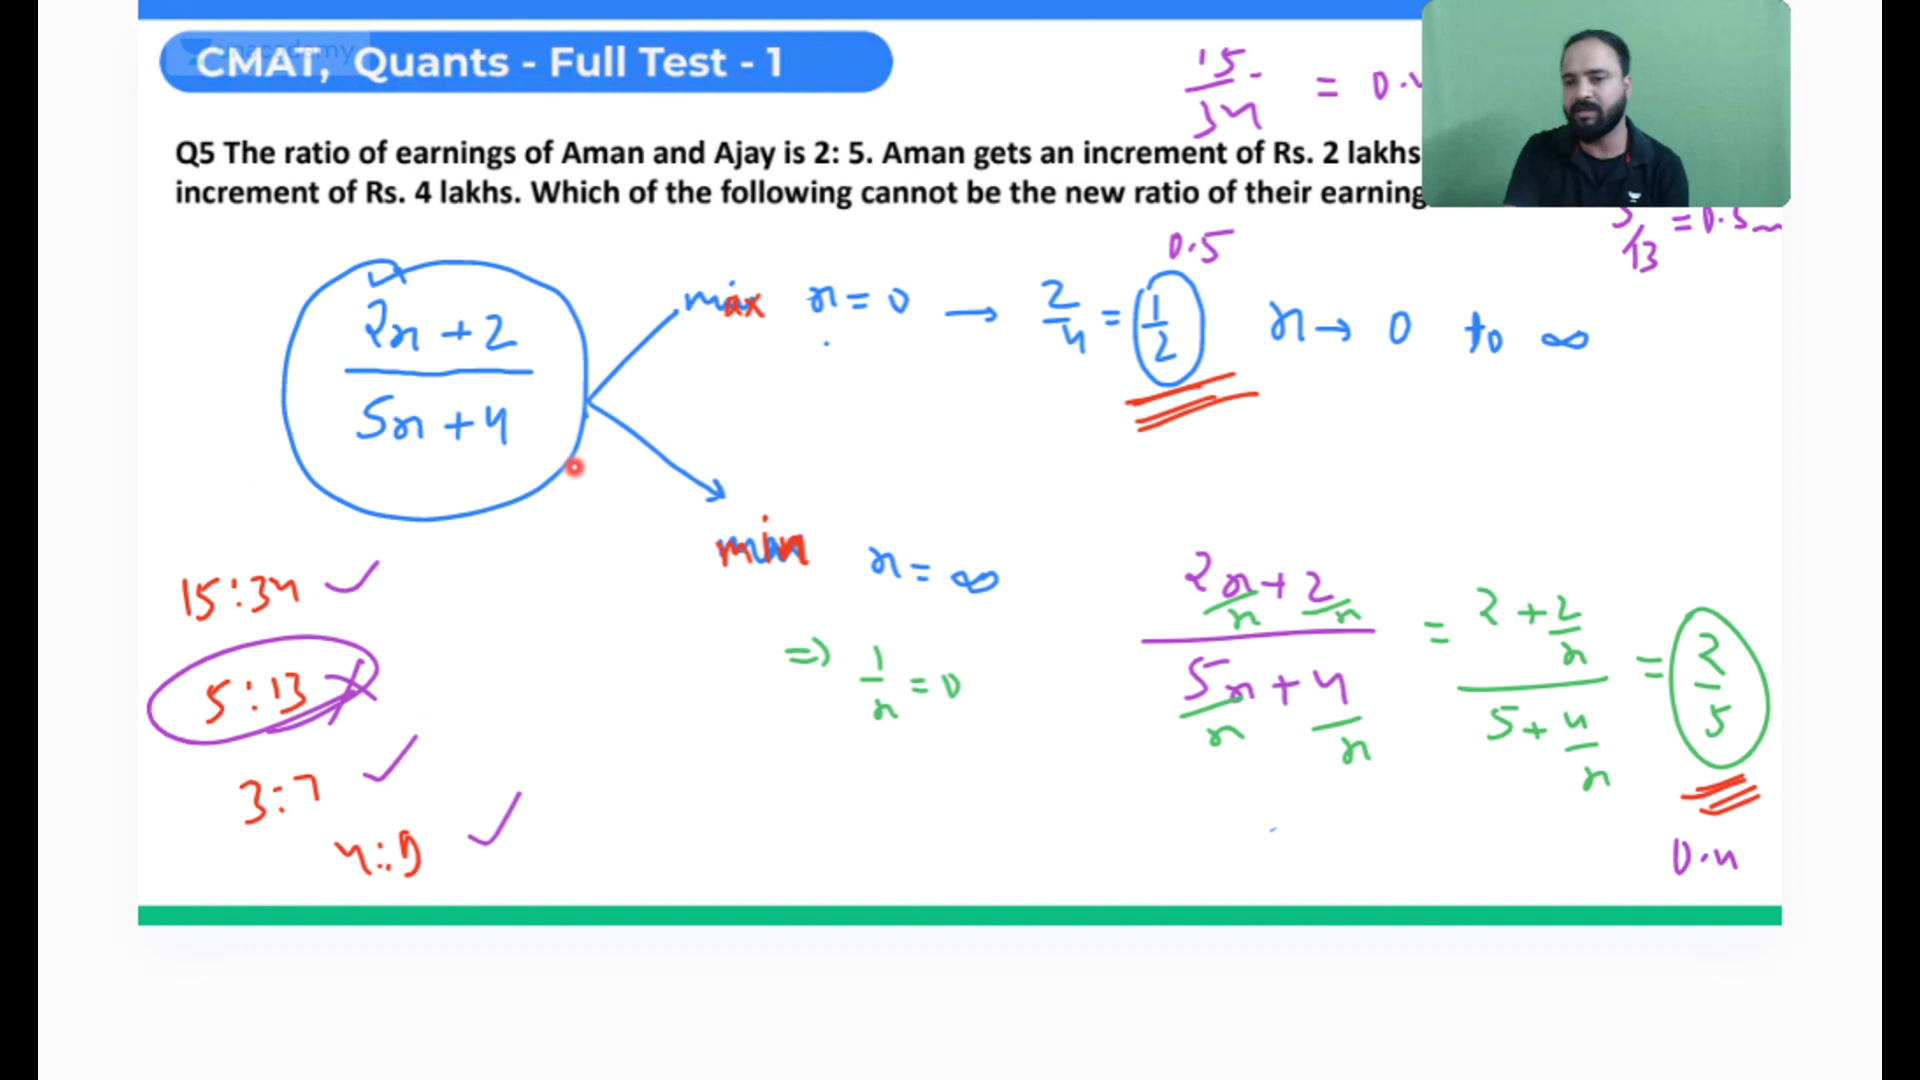 CMAT, Quants - Full Test - 1
15/34 = 0.4
Q5 The ratio of earnings of Aman and Ajay is 2: 5. Aman gets an increment of Rs. 2 lakhs
increment of Rs. 4 lakhs. Which of the following cannot be the new ratio of their earning
5/13 = 0.3
0.5
2x + 2 / 5x + 4
max x = 0 → 2/4 = 1/2 x → 0 to ∞
min x = ∞
2x/x + 2/x / 5x/x + 4/x = 2 + 2/x / 5 + 4/x = 2/5
⇒ 1/x = 0
15:34 ✓
5:13 ✗
3:7 ✓
4:9 ✓
0.4